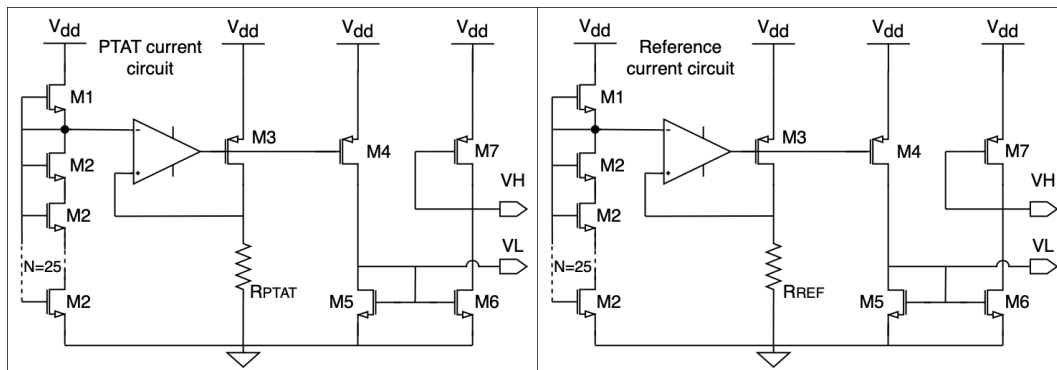 Vdd
Vdd
Vdd
Vdd
PTAT current
circuit
M1
M3
M2
M4
M7
M2
VH
VL
N=25
RPTAT
M2
M5
M6
-
+
Vdd
Vdd
Vdd
Vdd
Reference
current circuit
M1
M3
M2
M4
M7
M2
VH
VL
N=25
RREF
M2
M5
M6
-
+